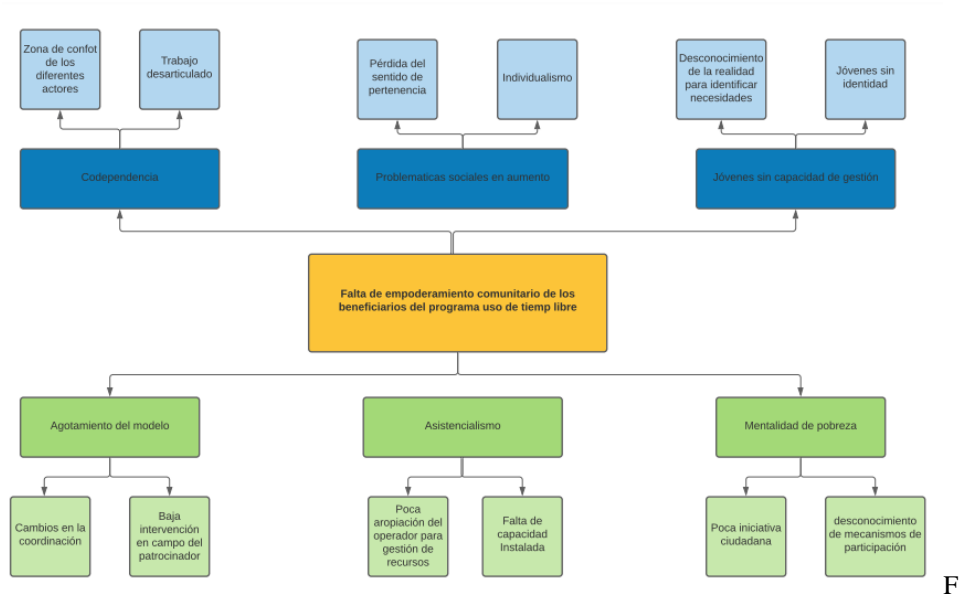 Zona de confot
de los
diferentes
actores
Trabajo
desarticulado
Pérdida del
sentido de
pertenencia
Individualismo
Desconocimiento
de la realidad
para identificar
necesidades
Jóvenes sin
identidad
Codependencia
Problematicas sociales en aumento
Jóvenes sin capacidad de gestión
Falta de empoderamiento comunitario de los
beneficiarios del programa uso de tiemp libre
Agotamiento del modelo
Asistencialismo
Mentalidad de pobreza
Cambios en la
coordinación
Baja
intervención
en campo del
patrocinador
Poca
aropiación del
operador para
gestión de
recursos
Falta de
capacidad
Instalada
Poca iniciativa
ciudadana
desconocimiento
de mecanismos de
participación
F